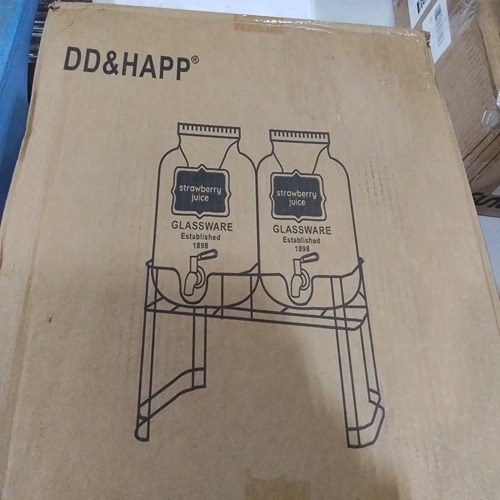 DD&HAPP®
strawberry
juice
GLASSWARE
Established
1898
strawberry
juice
GLASSWARE
Established
1898